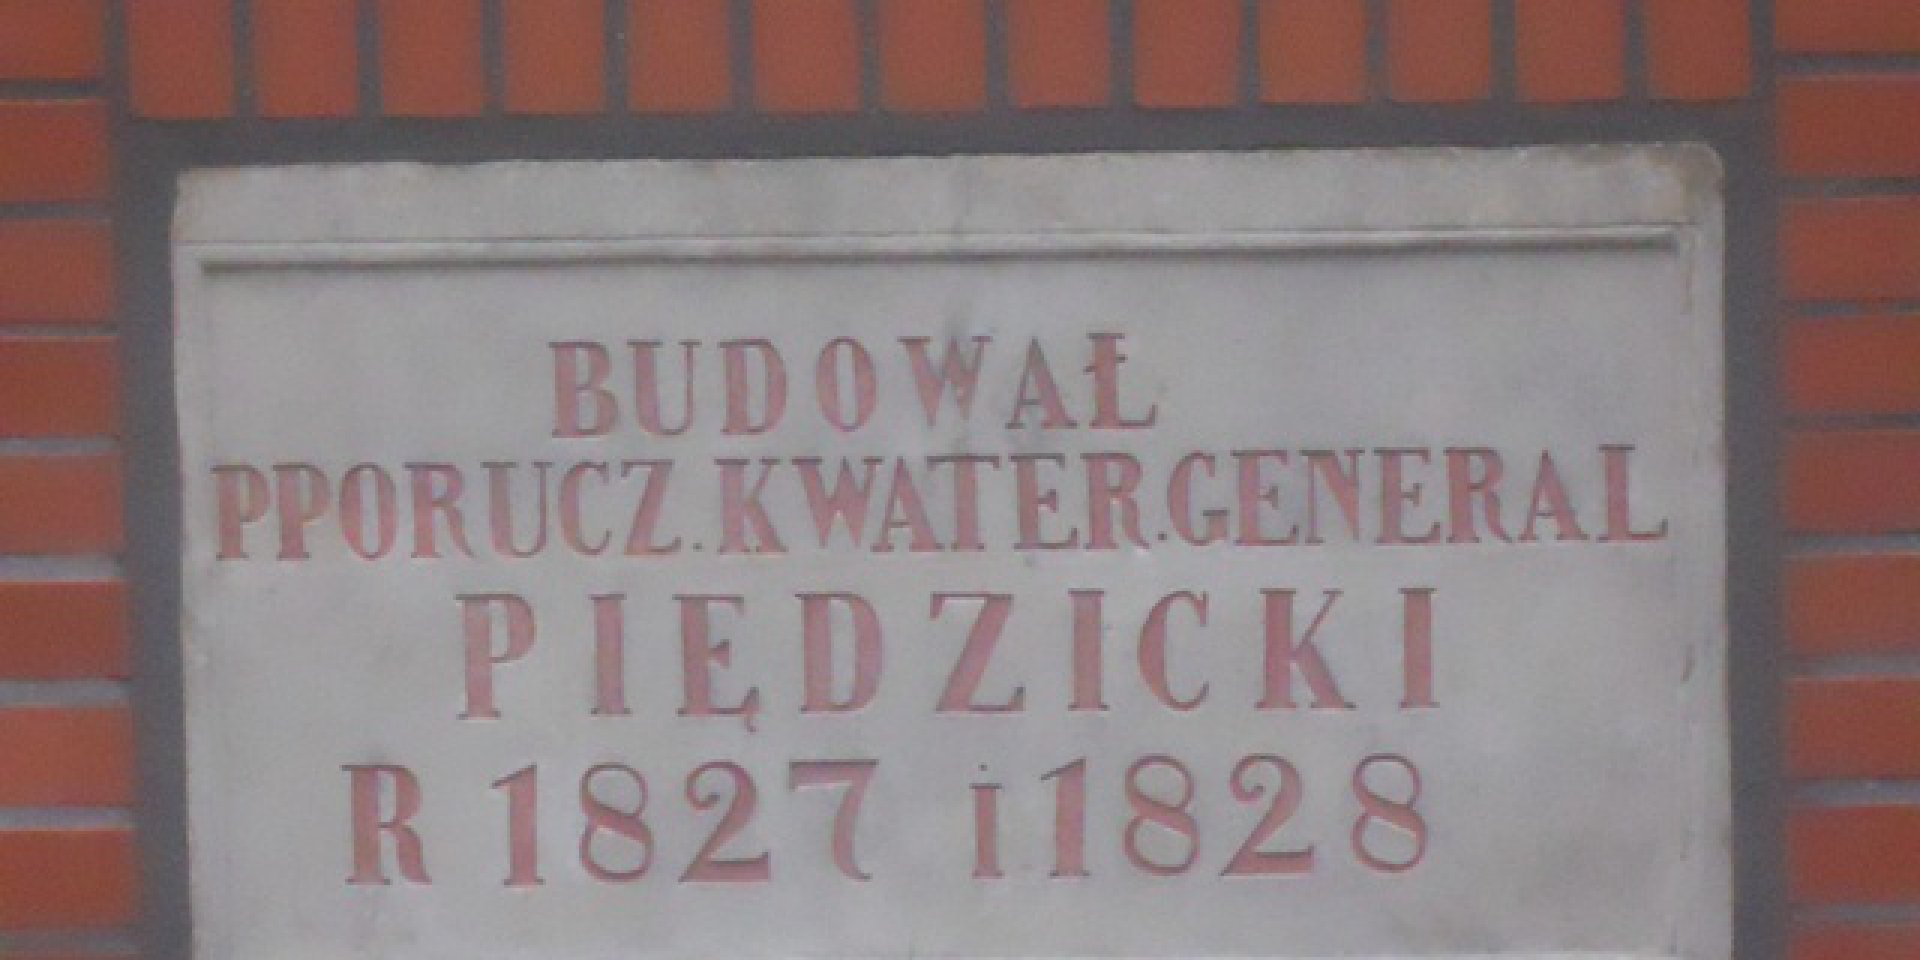 BUDOWAŁ
PPORUCZ.KWATER.GENERAL
PIĘDZICKI
R 1827 i 1828